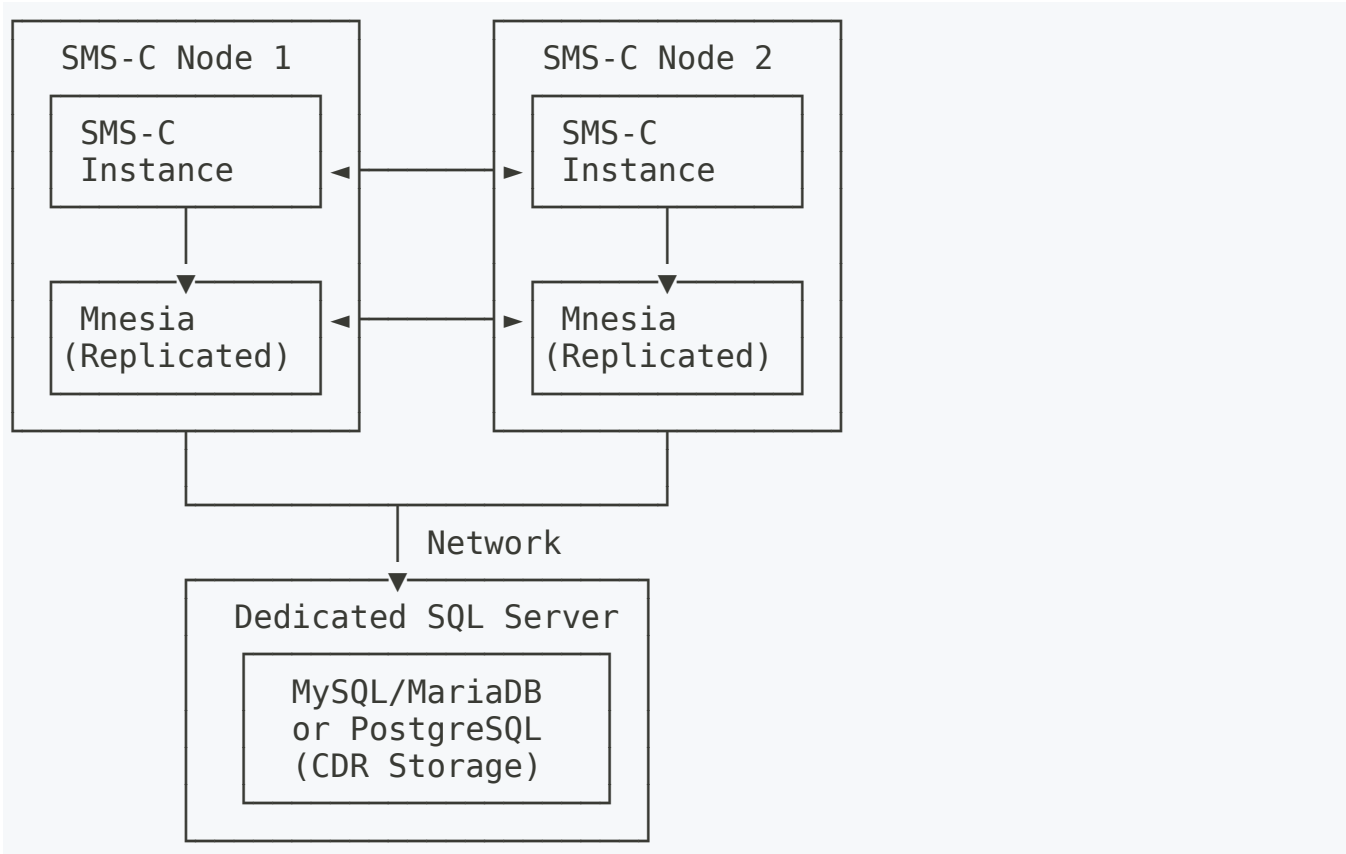 SMS-C Node 1
SMS-C Node 2
SMS-C
Instance
SMS-C
Instance
Mnesia
(Replicated)
Mnesia
(Replicated)
Network
Dedicated SQL Server
MySQL/MariaDB
or PostgreSQL
(CDR Storage)